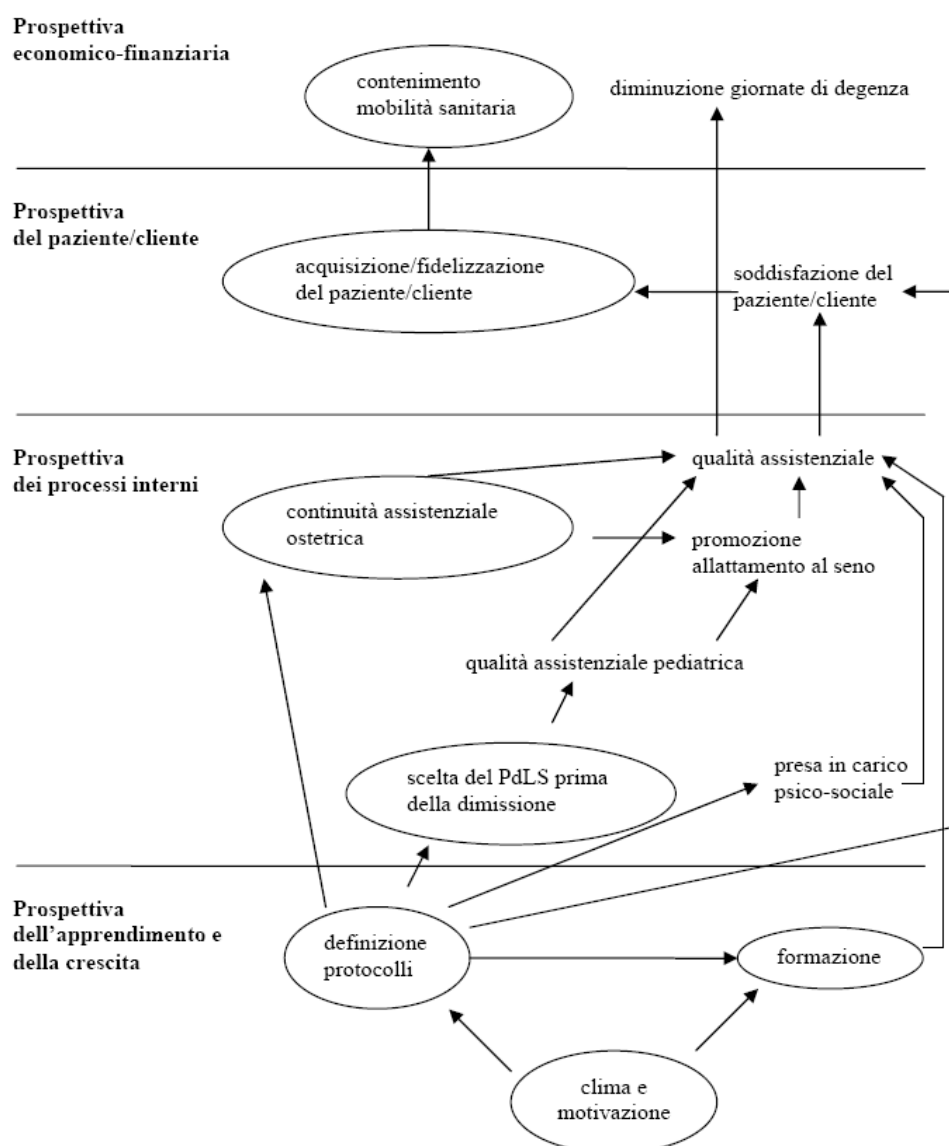 Prospettiva
economico-finanziaria
contenimento
mobilità sanitaria
diminuzione giornate di degenza
Prospettiva
del paziente/cliente
acquisizione/fidelizzazione
del paziente/cliente
soddisfazione del
paziente/cliente
Prospettiva
dei processi interni
qualità assistenziale
continuità assistenziale
ostetrica
promozione
allattamento al seno
qualità assistenziale pediatrica
scelta del PdLS prima
della dimissione
presa in carico
psico-sociale
Prospettiva
dell'apprendimento e
della crescita
definizione
protocolli
formazione
clima e
motivazione